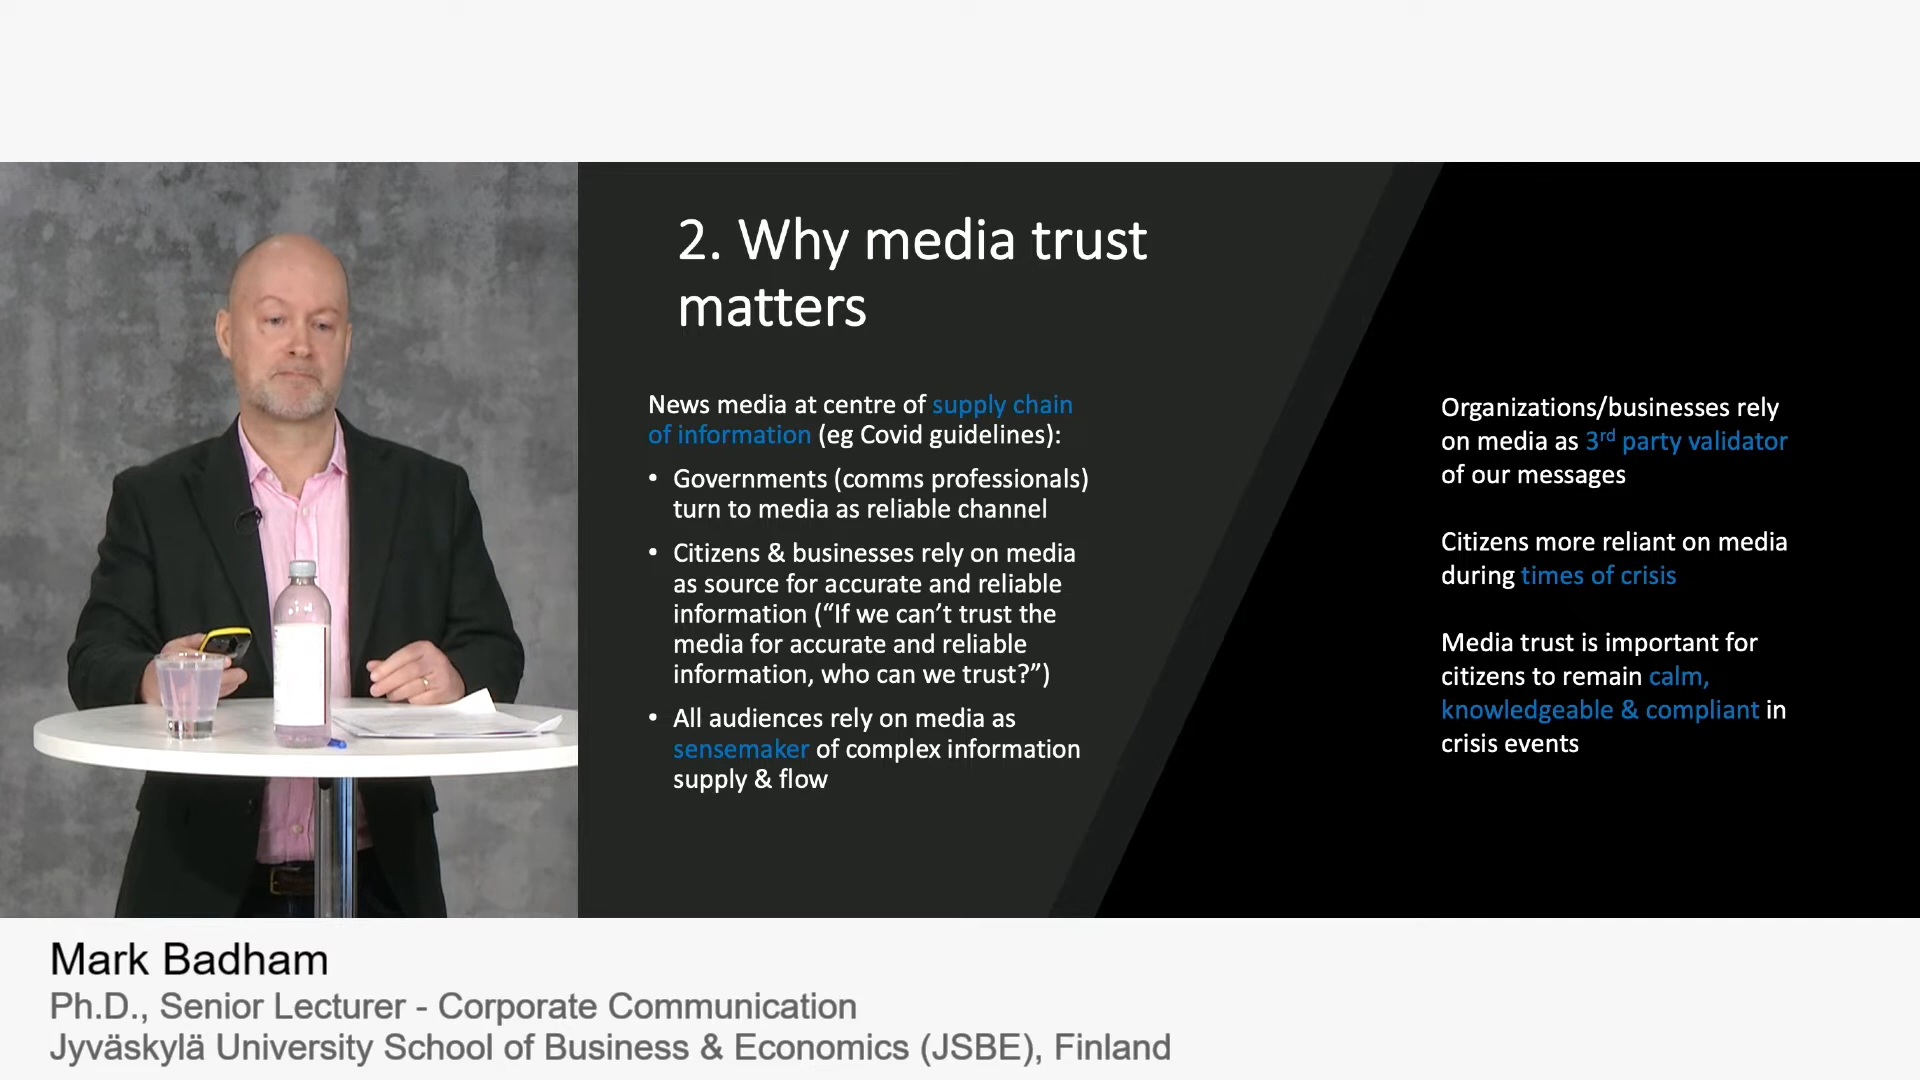 2. Why media trust
matters
News media at centre of supply chain
of information (eg Covid guidelines):
• Governments (comms professionals)
turn to media as reliable channel
• Citizens & businesses rely on media
as source for accurate and reliable
information (“If we can’t trust the
media for accurate and reliable
information, who can we trust?”)
• All audiences rely on media as
sensemaker of complex information
supply & flow
Organizations/businesses rely
on media as 3rd party validator
of our messages
Citizens more reliant on media
during times of crisis
Media trust is important for
citizens to remain calm,
knowledgeable & compliant in
crisis events
Mark Badham
Ph.D., Senior Lecturer - Corporate Communication
Jyväskylä University School of Business & Economics (JSBE), Finland